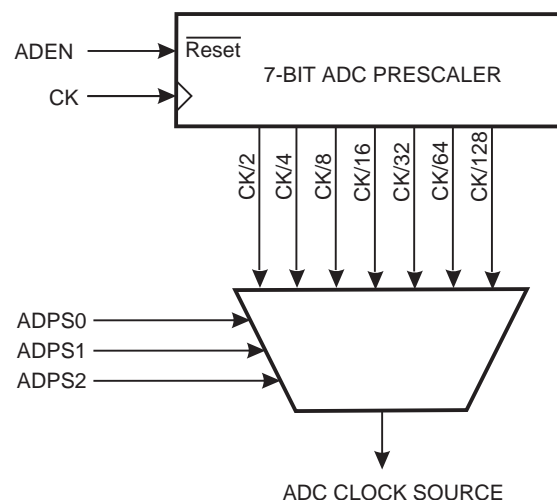 ADEN
Reset
7-BIT ADC PRESCALER
CK
CK/2
CK/4
CK/8
CK/16
CK/32
CK/64
CK/128
ADPS0
ADPS1
ADPS2
ADC CLOCK SOURCE